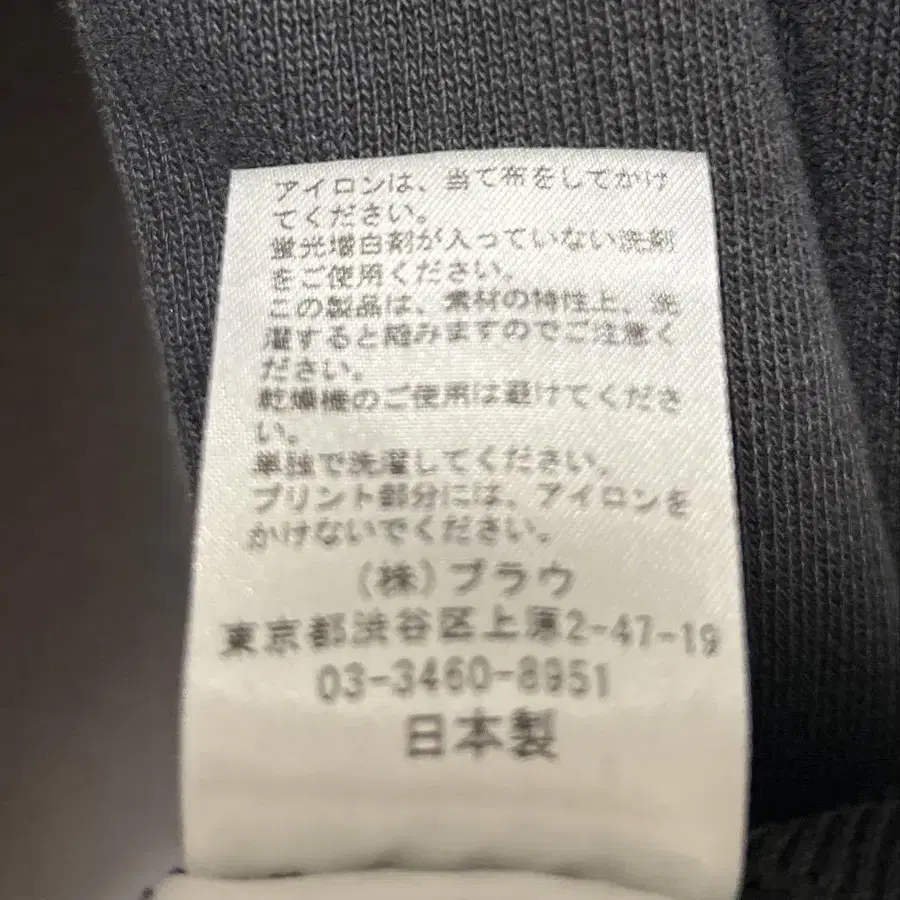 アイロンは、当て布をしてかけ
てください。
蛍光増白剤が入っていない洗剤
をご使用ください。
この製品は、素材の特性上、洗
濯すると縮みますのでご注意く
ださい。
乾燥機のご使用は避けてくださ
い。
単独で洗濯してください。
プリント部分には、アイロンを
かけないでください。
(株)ブラウ
東京都渋谷区上原2-47-19
03-3460-8951
日本製